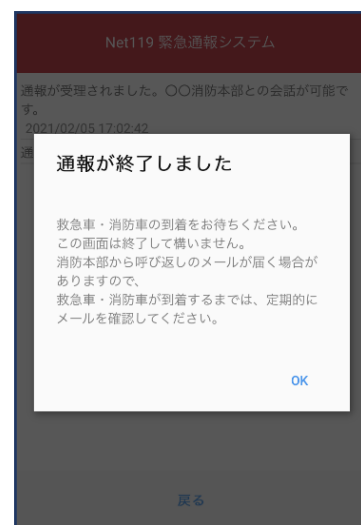 Net119 緊急通報システム
通報が受理されました。〇〇消防本部との会話が可能で
す。
2021/02/05 17:02:42
通
通報が終了しました
救急車・消防車の到着をお待ちください。
この画面は終了して構いません。
消防本部から呼び返しのメールが届く場合が
ありますので、
救急車・消防車が到着するまでは、定期的に
メールを確認してください。
OK
戻る